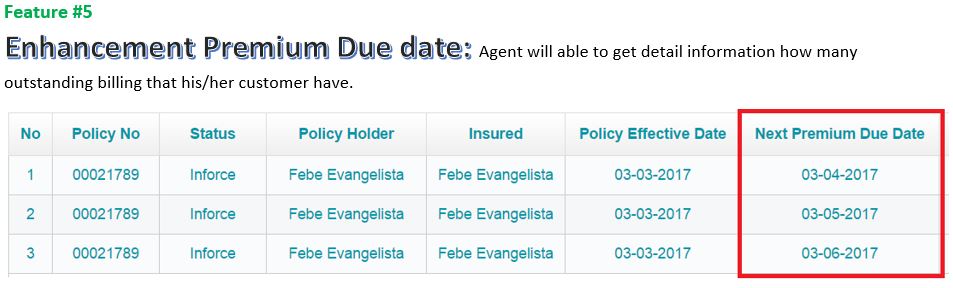 Feature #5
Enhancement Premium Due date: Agent will able to get detail information how many
outstanding billing that his/her customer have.
No Policy No Status Policy Holder Insured Policy Effective Date Next Premium Due Date
1 00021789 Inforce Febe Evangelista Febe Evangelista 03-03-2017 03-04-2017
2 00021789 Inforce Febe Evangelista Febe Evangelista 03-03-2017 03-05-2017
3 00021789 Inforce Febe Evangelista Febe Evangelista 03-03-2017 03-06-2017